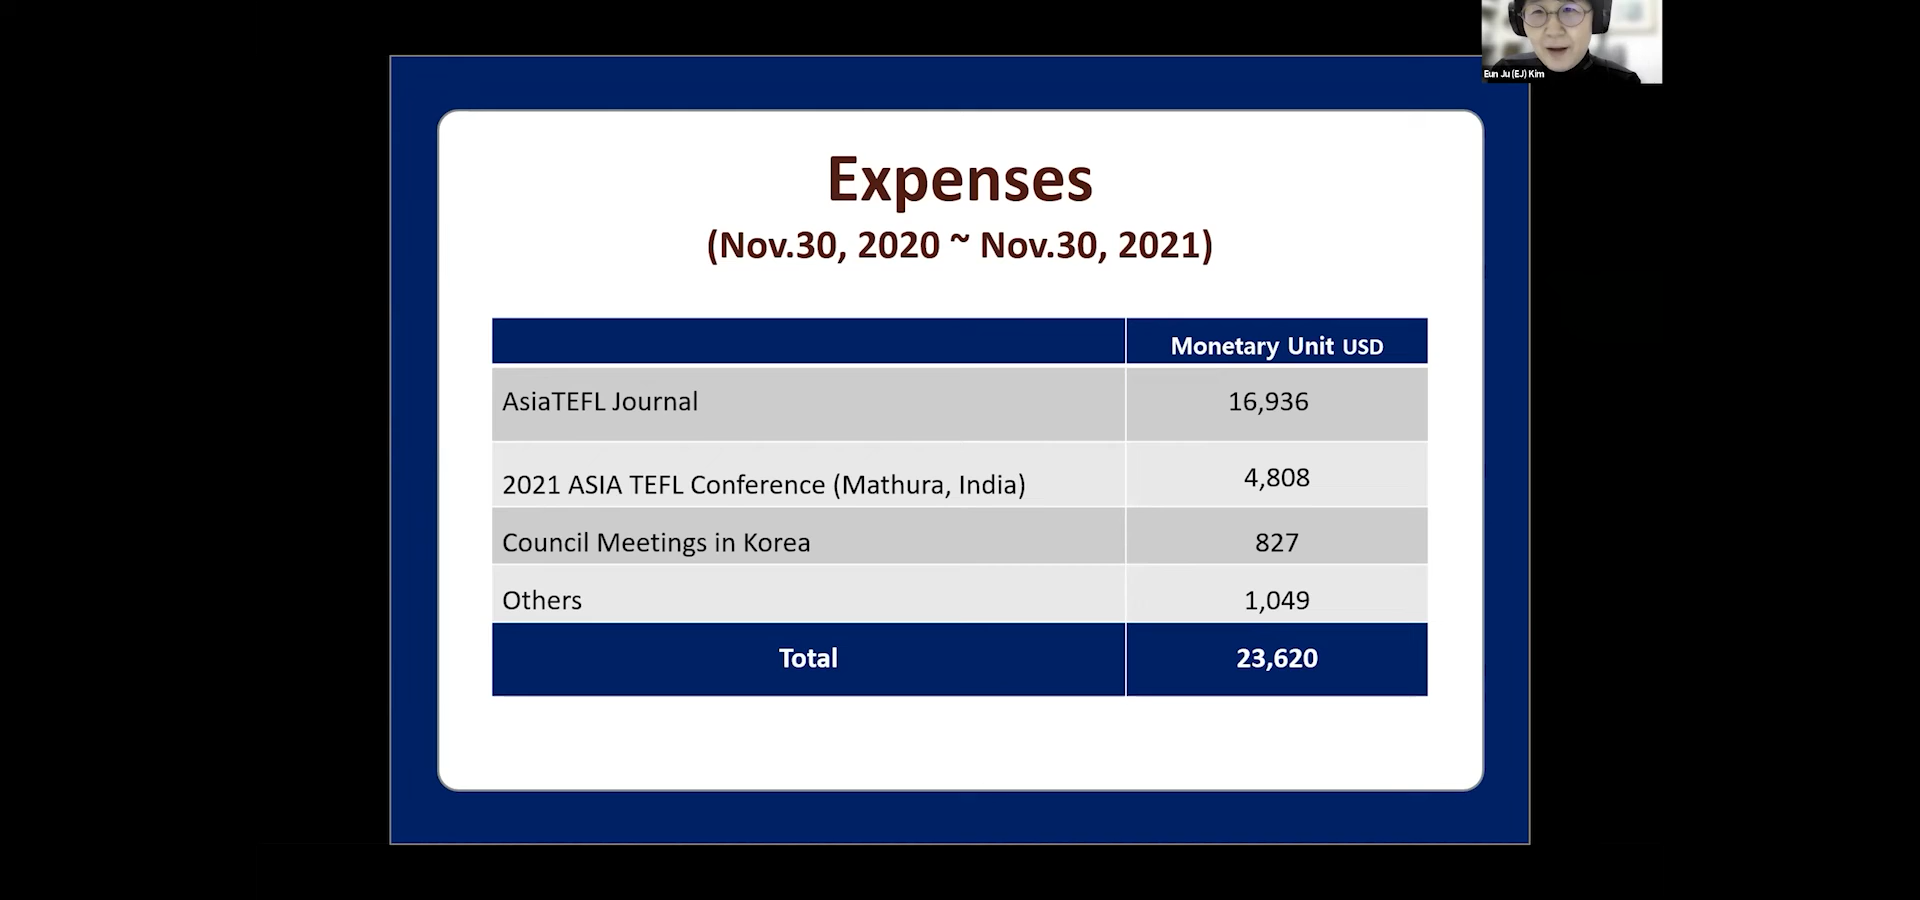 Eun Ju (EJ) Kim
Expenses
(Nov.30, 2020 ~ Nov.30, 2021)
Monetary Unit USD
AsiaTEFL Journal 16,936
2021 ASIA TEFL Conference (Mathura, India) 4,808
Council Meetings in Korea 827
Others 1,049
Total 23,620